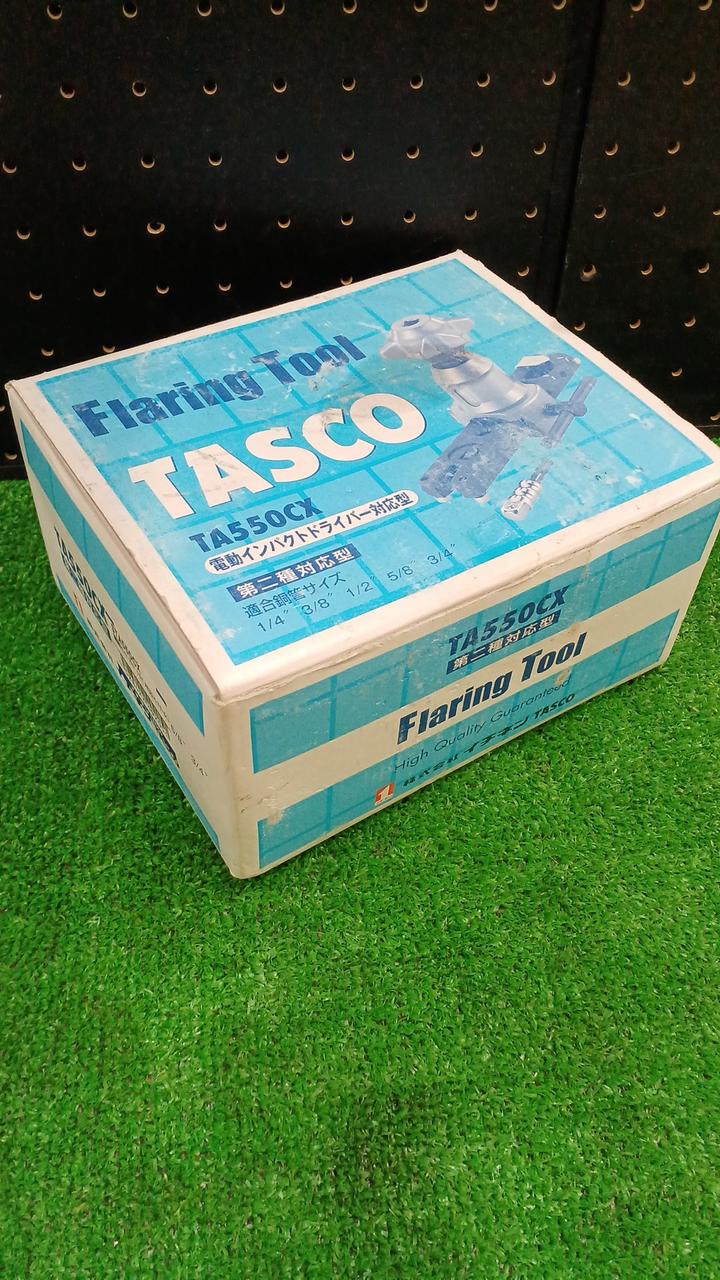 Flaring Tool
TASCO
TA550CX
電動インパクトドライバー対応型
第二種対応型
適合銅管サイズ
1/4″ 3/8″ 1/2″ 5/8″ 3/4″
TA550CX
第二種対応型
Flaring Tool
High Quality Guaranteed
株式会社 イチネン TASCO
TA550CX